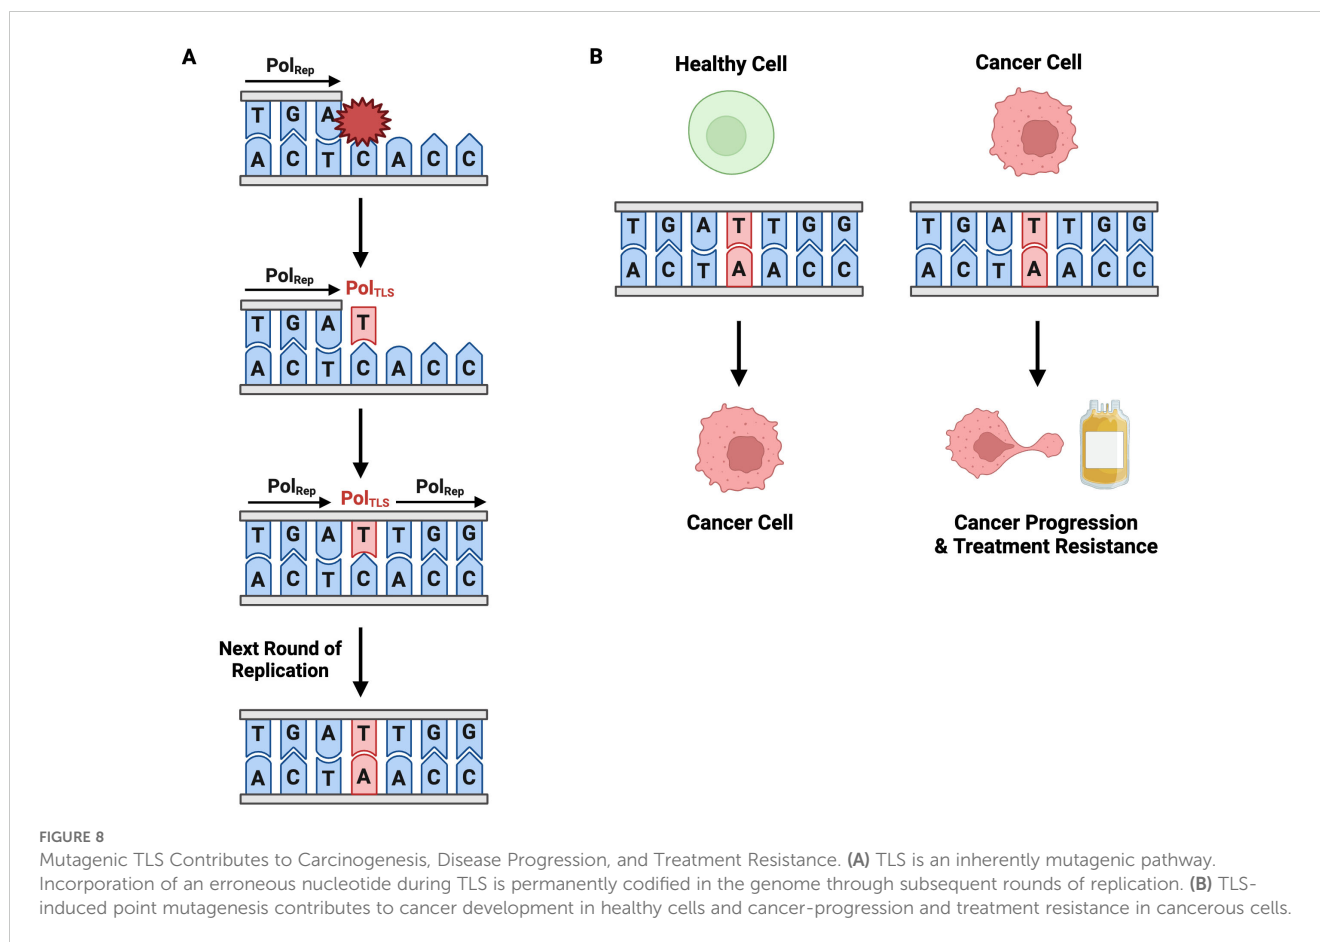 A
PolRep
T G A
A C T C A C C
PolRep PolTLS
T G A T
A C T C A C C
PolRep PolTLS PolRep
T G A T T G G
A C T C A C C
Next Round of
Replication
T G A T T G G
A C T A A C C
B
Healthy Cell
T G A T T G G
A C T A A C C
Cancer Cell
Cancer Cell
T G A T T G G
A C T A A C C
Cancer Progression
& Treatment Resistance
FIGURE 8
Mutagenic TLS Contributes to Carcinogenesis, Disease Progression, and Treatment Resistance. (A) TLS is an inherently mutagenic pathway.
Incorporation of an erroneous nucleotide during TLS is permanently codified in the genome through subsequent rounds of replication. (B) TLS-
induced point mutagenesis contributes to cancer development in healthy cells and cancer-progression and treatment resistance in cancerous cells.